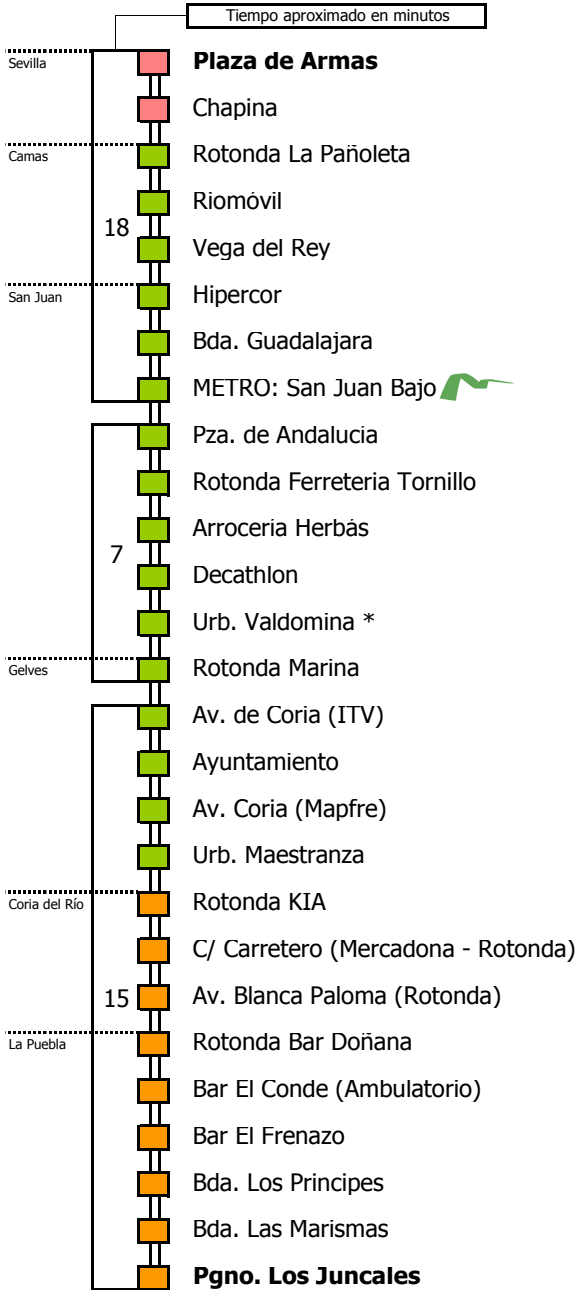 Tiempo aproximado en minutos
Sevilla
Plaza de Armas
Chapina
Camas
Rotonda La Pañoleta
Riomóvil
18
Vega del Rey
San Juan
Hipercor
Bda. Guadalajara
METRO: San Juan Bajo
Pza. de Andalucía
Rotonda Ferreteria Tornillo
Arrocería Herbás
7
Decathlon
Urb. Valdomina *
Gelves
Rotonda Marina
Av. de Coria (ITV)
Ayuntamiento
Av. Coria (Mapfre)
Urb. Maestranza
Coria del Río
Rotonda KIA
C/ Carretero (Mercadona - Rotonda)
15
Av. Blanca Paloma (Rotonda)
La Puebla
Rotonda Bar Doñana
Bar El Conde (Ambulatorio)
Bar El Frenazo
Bda. Los Principes
Bda. Las Marismas
Pgno. Los Juncales